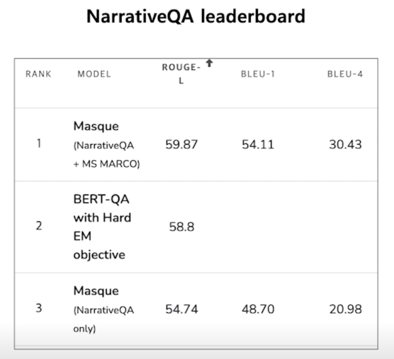 NarrativeQA leaderboard
RANK MODEL ROUGE-L BLEU-1 BLEU-4
1 Masque 59.87 54.11 30.43
(NarrativeQA
+ MS MARCO)
2 BERT-QA
with Hard
EM 58.8
objective
3 Masque 54.74 48.70 20.98
(NarrativeQA
only)